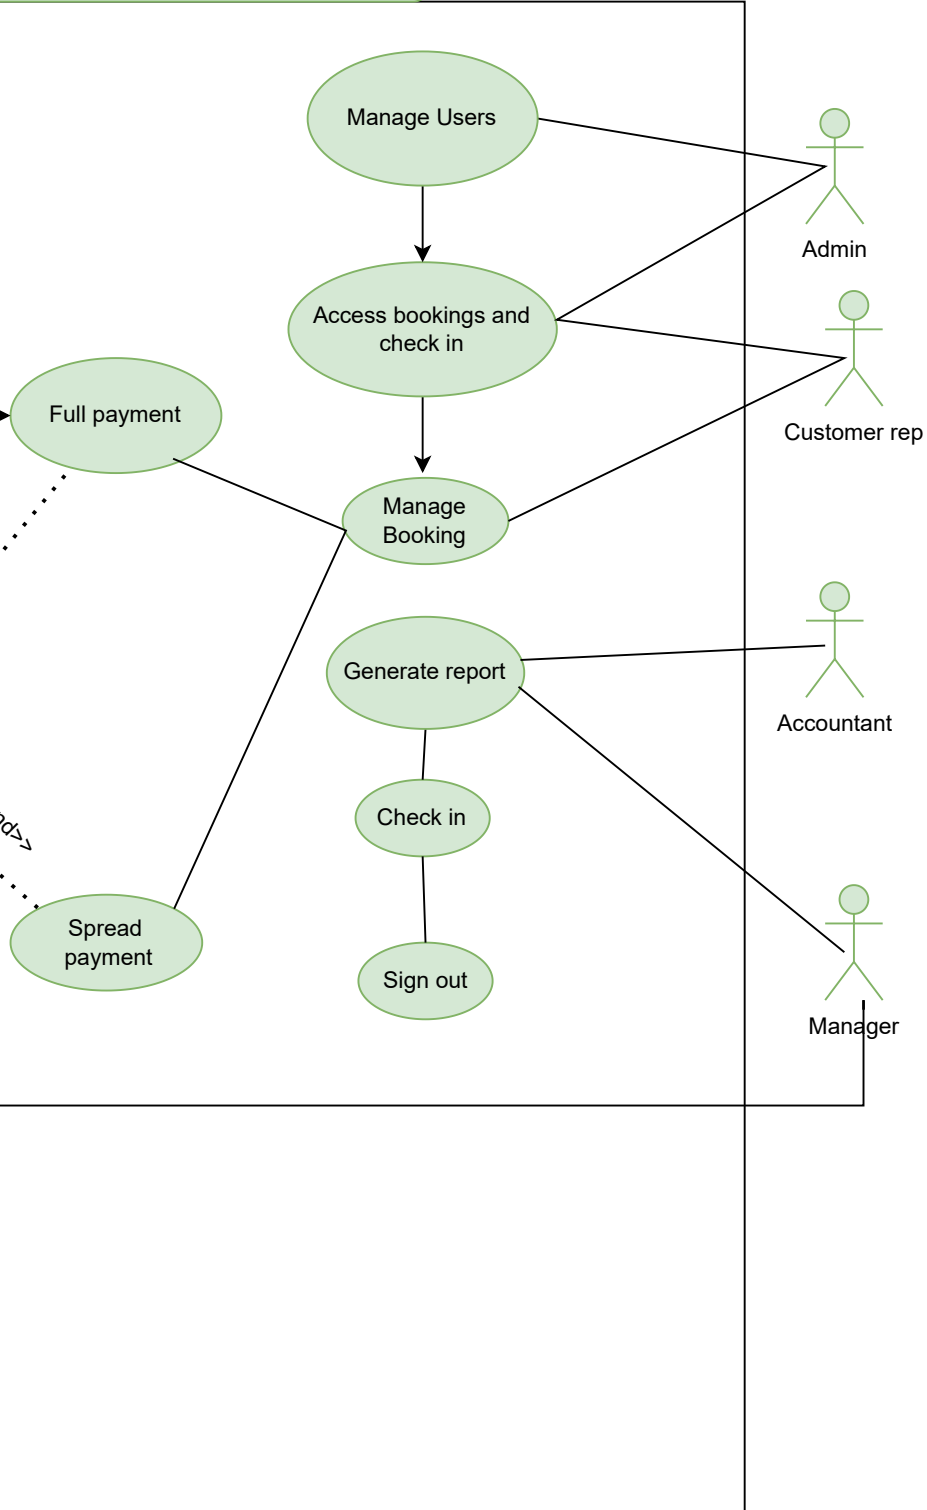 Manage Users
Admin
Access bookings and
check in
Full payment
Customer rep
Manage
Booking
Generate report
Accountant
Check in
Spread
payment
Sign out
Manager